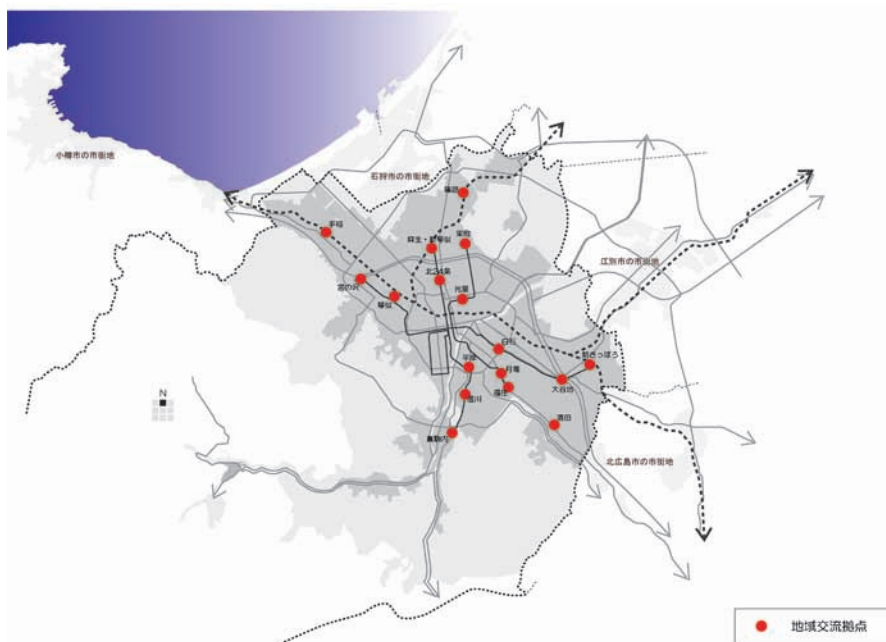 小樽市の市街地
石狩市の市街地
篠路
手稲
麻生・新琴似
栄町
江別市の市街地
北24条
宮の沢
光星
琴似
白石
新さっぽろ
平岸
月寒
大谷地
福住
N
澄川
清田
真駒内
北広島市の市街地
地域交流拠点